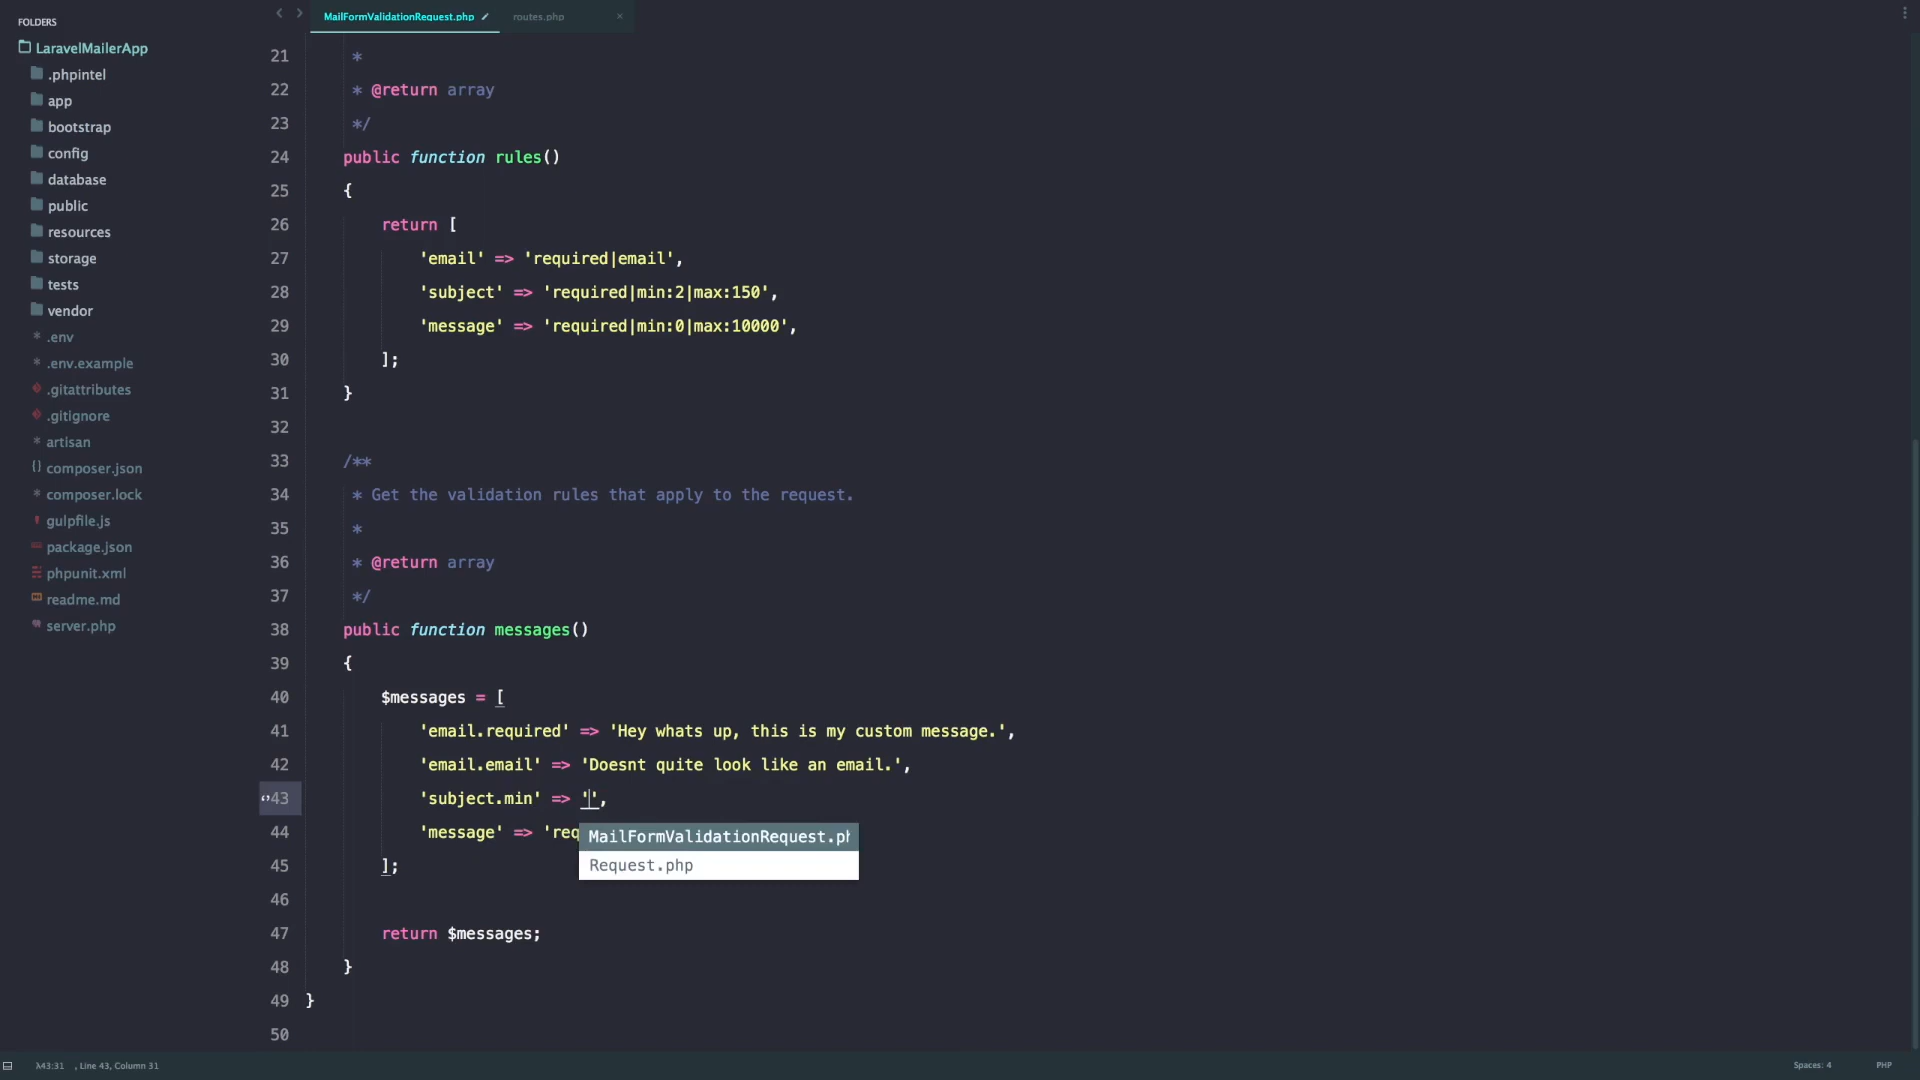 FOLDERS
LaravelMailerApp
.phpintel
app
bootstrap
config
database
public
resources
storage
tests
vendor
.env
.env.example
.gitattributes
.gitignore
artisan
composer.json
composer.lock
gulpfile.js
package.json
phpunit.xml
readme.md
server.php
MailFormValidationRequest.php
routes.php
21 *
22 * @return array
23 */
24 public function rules()
25 {
26 return [
27 'email' => 'required|email',
28 'subject' => 'required|min:2|max:150',
29 'message' => 'required|min:0|max:10000',
30 ];
31 }
32
33 /**
34 * Get the validation rules that apply to the request.
35 *
36 * @return array
37 */
38 public function messages()
39 {
40 $messages = [
41 'email.required' => 'Hey whats up, this is my custom message.',
42 'email.email' => 'Doesnt quite look like an email.',
43 'subject.min' => '',
44 'message' => 'req
MailFormValidationRequest.ph
Request.php
45 ];
46
47 return $messages;
48 }
49 }
50
λ43:31 , Line 43, Column 31
Spaces: 4
PHP